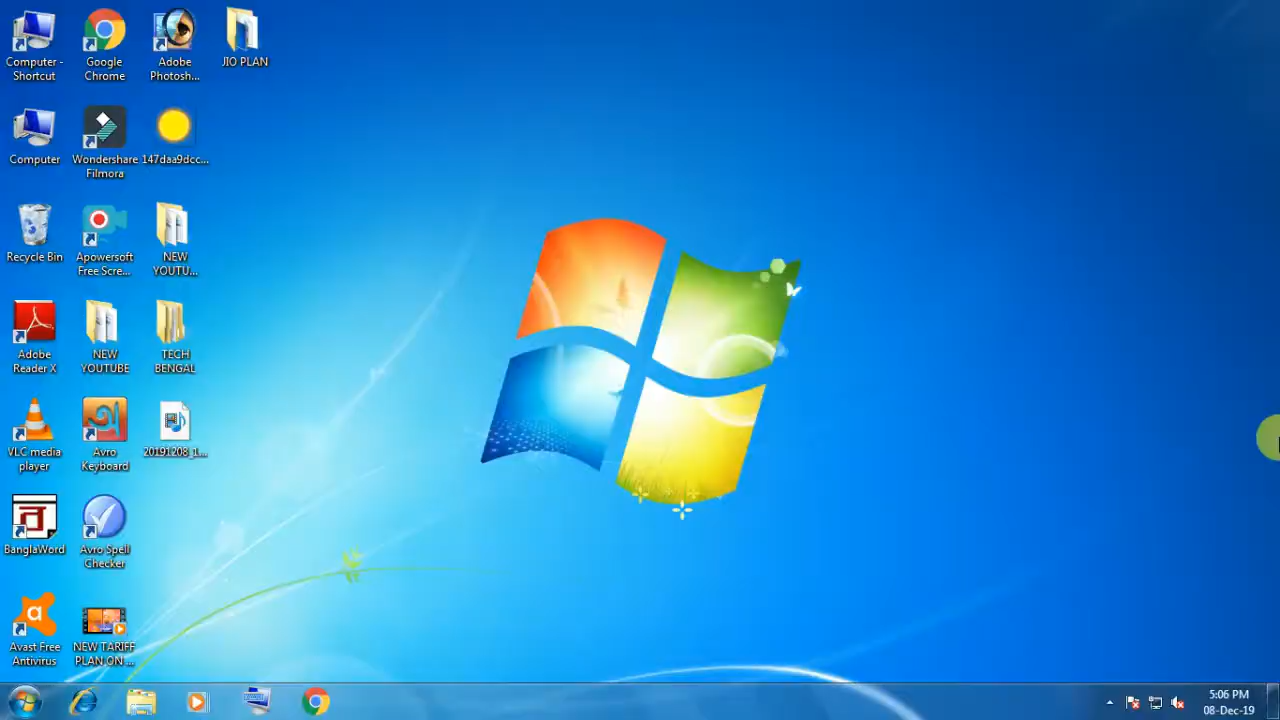 Computer -
Shortcut
Google
Chrome
Adobe
Photosh...
JIO PLAN
Computer
Wondershare
Filmora
147daa9dcc...
Recycle Bin
Apowersoft
Free Scre...
NEW
YOUTU...
Adobe
Reader X
NEW
YOUTUBE
TECH
BENGAL
VLC media
player
Avro
Keyboard
20191208_1...
BanglaWord
Avro Spell
Checker
Avast Free
Antivirus
NEW TARIFF
PLAN ON ...
5:06 PM
08-Dec-19